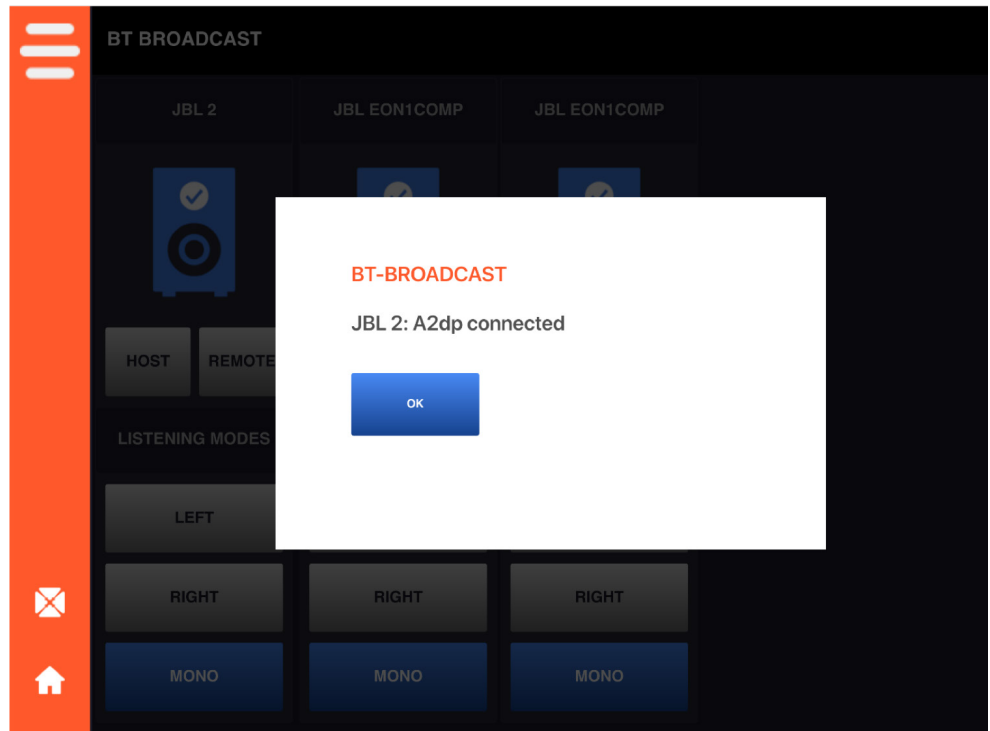 BT BROADCAST
JBL 2
JBL EON1COMP
JBL EON1COMP
BT-BROADCAST
JBL 2: A2dp connected
OK
HOST
REMOTE
LISTENING MODES
LEFT
RIGHT
RIGHT
RIGHT
MONO
MONO
MONO